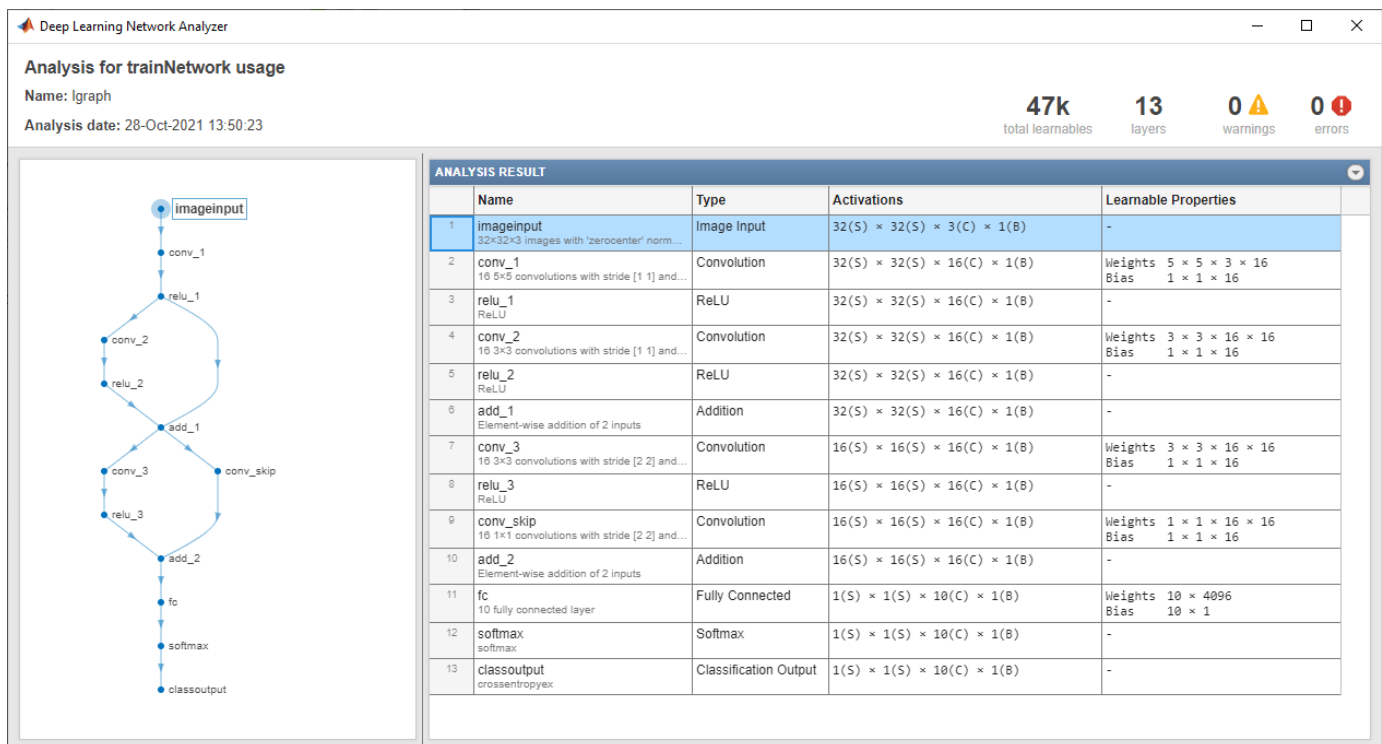 Deep Learning Network Analyzer
Analysis for trainNetwork usage
Name: lgraph
Analysis date: 28-Oct-2021 13:50:23
47k
total learnables
13
layers
0
warnings
0
errors
imageinput
conv_1
relu_1
conv_2
relu_2
add_1
conv_3
conv_skip
relu_3
add_2
fc
softmax
classoutput
ANALYSIS RESULT
Name Type Activations Learnable Properties
1 imageinput Image Input 32(S) × 32(S) × 3(C) × 1(B) -
32×32×3 images with 'zerocenter' norm...
2 conv_1 Convolution 32(S) × 32(S) × 16(C) × 1(B) Weights 5 × 5 × 3 × 16
16 5×5 convolutions with stride [1 1] and... Bias 1 × 1 × 16
3 relu_1 ReLU 32(S) × 32(S) × 16(C) × 1(B) -
ReLU
4 conv_2 Convolution 32(S) × 32(S) × 16(C) × 1(B) Weights 3 × 3 × 16 × 16
16 3×3 convolutions with stride [1 1] and... Bias 1 × 1 × 16
5 relu_2 ReLU 32(S) × 32(S) × 16(C) × 1(B) -
ReLU
6 add_1 Addition 32(S) × 32(S) × 16(C) × 1(B) -
Element-wise addition of 2 inputs
7 conv_3 Convolution 16(S) × 16(S) × 16(C) × 1(B) Weights 3 × 3 × 16 × 16
16 3×3 convolutions with stride [2 2] and... Bias 1 × 1 × 16
8 relu_3 ReLU 16(S) × 16(S) × 16(C) × 1(B) -
ReLU
9 conv_skip Convolution 16(S) × 16(S) × 16(C) × 1(B) Weights 1 × 1 × 16 × 16
16 1×1 convolutions with stride [2 2] and... Bias 1 × 1 × 16
10 add_2 Addition 16(S) × 16(S) × 16(C) × 1(B) -
Element-wise addition of 2 inputs
11 fc Fully Connected 1(S) × 1(S) × 10(C) × 1(B) Weights 10 × 4096
10 fully connected layer Bias 10 × 1
12 softmax Softmax 1(S) × 1(S) × 10(C) × 1(B) -
softmax
13 classoutput Classification Output 1(S) × 1(S) × 10(C) × 1(B) -
crossentropyex